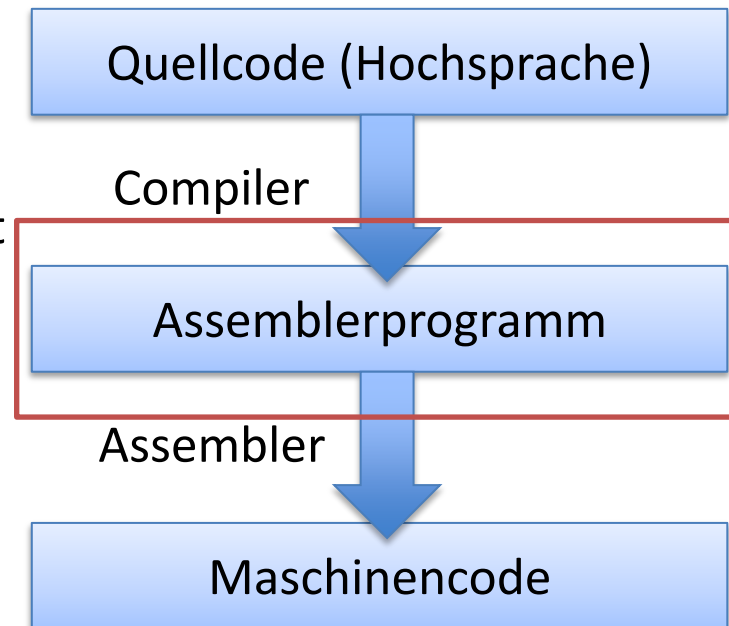 Quellcode (Hochsprache)
Compiler
Assemblerprogramm
Assembler
Maschinencode